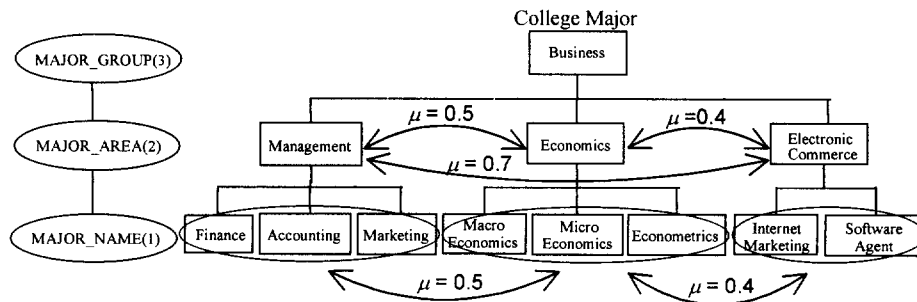 College Major
MAJOR_GROUP(3)
Business
μ = 0.5
μ = 0.4
MAJOR_AREA(2)
Management
Economics
Electronic
Commerce
μ = 0.7
MAJOR_NAME(1)
Finance
Accounting
Marketing
Macro
Economics
Micro
Economics
Econometrics
Internet
Marketing
Software
Agent
μ = 0.5
μ = 0.4